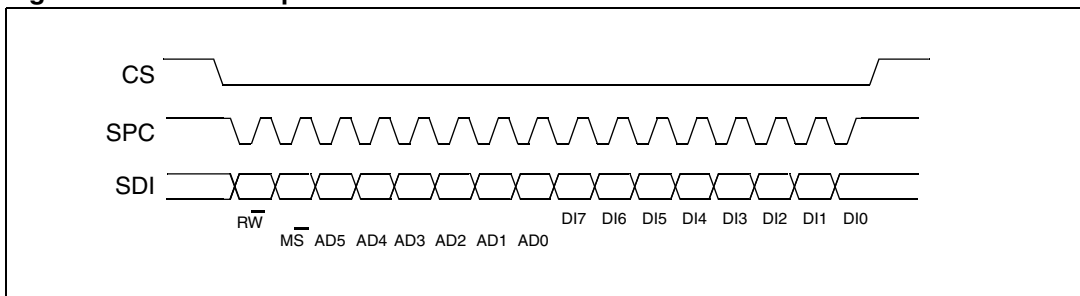 CS
SPC
SDI
RW̅
DI7 DI6 DI5 DI4 DI3 DI2 DI1 DI0
MS̅ AD5 AD4 AD3 AD2 AD1 AD0